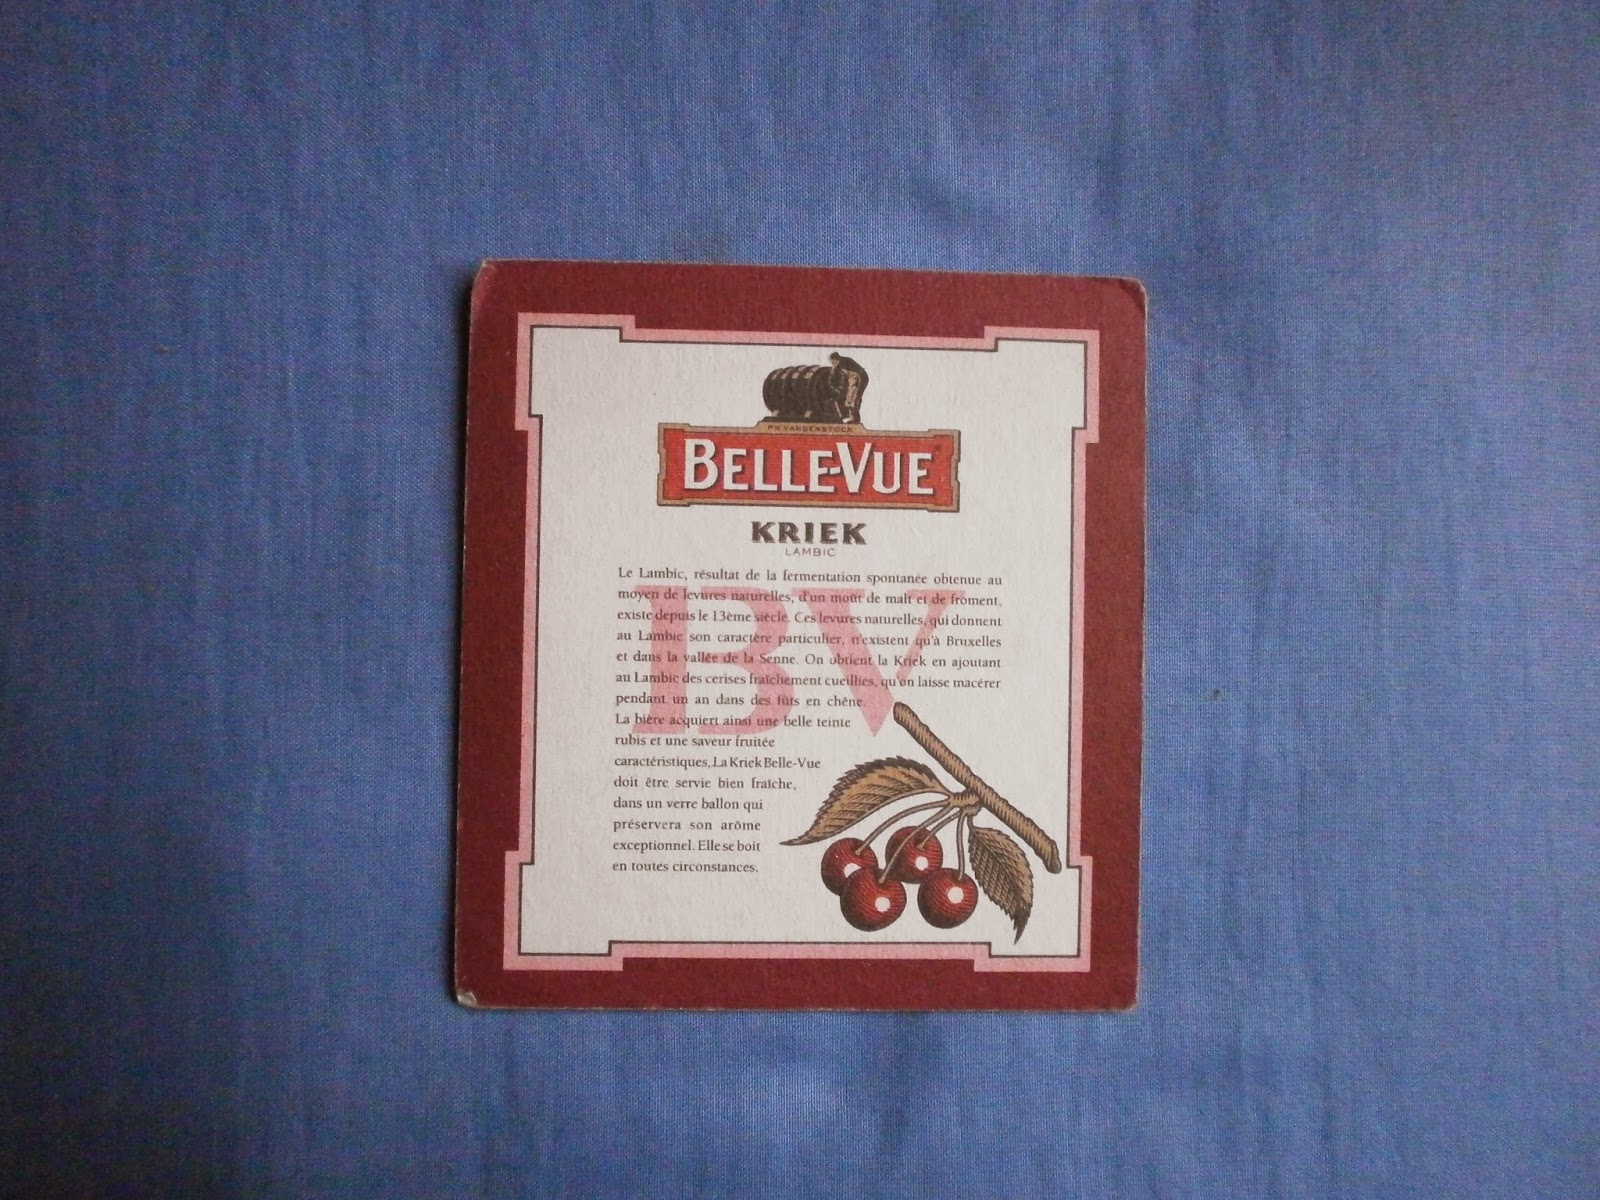 PH. VANDENSTOCK
BELLE-VUE
KRIEK
LAMBIC
BV
Le Lambic, résultat de la fermentation spontanée obtenue au
moyen de levures naturelles, d'un moût de malt et de froment,
existe depuis le 13ème siècle. Ces levures naturelles, qui donnent
au Lambic son caractère particulier, n'existent qu'à Bruxelles
et dans la vallée de la Senne. On obtient la Kriek en ajoutant
au Lambic des cerises fraîchement cueillies, qu'on laisse macérer
pendant un an dans des fûts en chêne.
La bière acquiert ainsi une belle teinte
rubis et une saveur fruitée
caractéristiques. La Kriek Belle-Vue
doit être servie bien fraîche,
dans un verre ballon qui
préservera son arôme
exceptionnel. Elle se boit
en toutes circonstances.